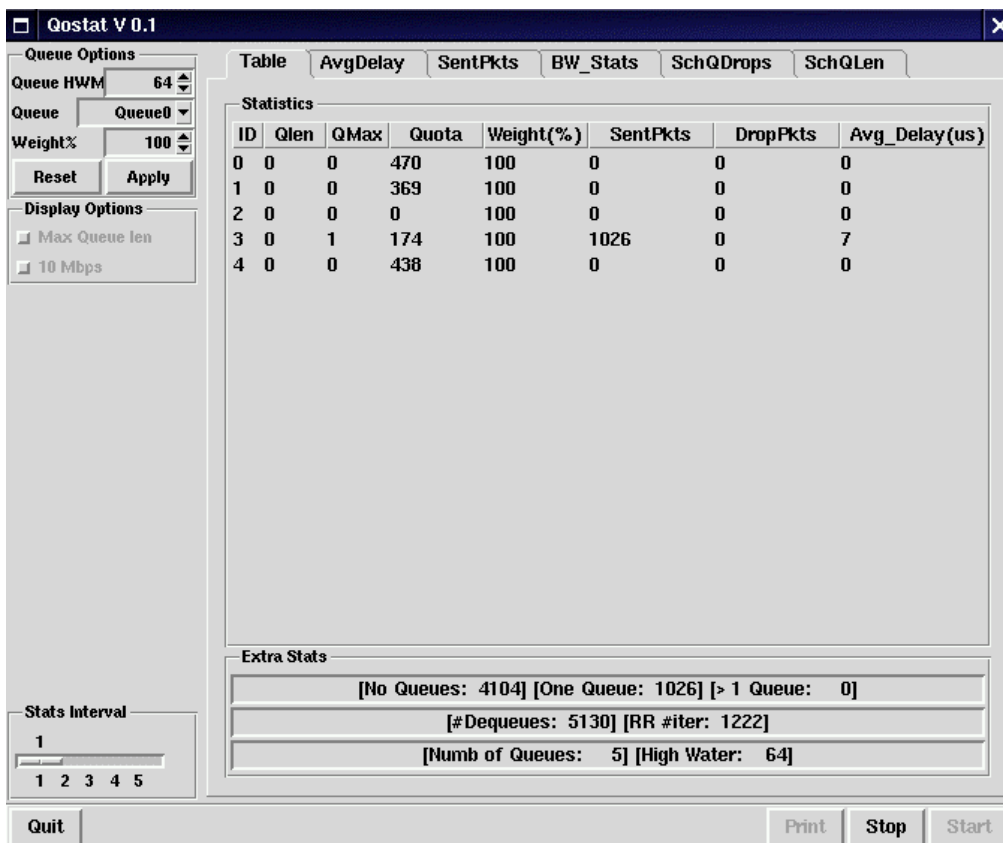 Qostat V 0.1
Queue Options
Queue HWM 64
Queue Queue0
Weight% 100
Reset Apply
Display Options
Max Queue len
10 Mbps
Table AvgDelay SentPkts BW_Stats SchQDrops SchQLen
Statistics
ID Qlen QMax Quota Weight(%) SentPkts DropPkts Avg_Delay(us)
0 0 0 470 100 0 0 0
1 0 0 369 100 0 0 0
2 0 0 0 100 0 0 0
3 0 1 174 100 1026 0 7
4 0 0 438 100 0 0 0
Extra Stats
[No Queues: 4104] [One Queue: 1026] [> 1 Queue: 0]
[#Dequeues: 5130] [RR #iter: 1222]
[Numb of Queues: 5] [High Water: 64]
Stats Interval
1
1 2 3 4 5
Quit Print Stop Start